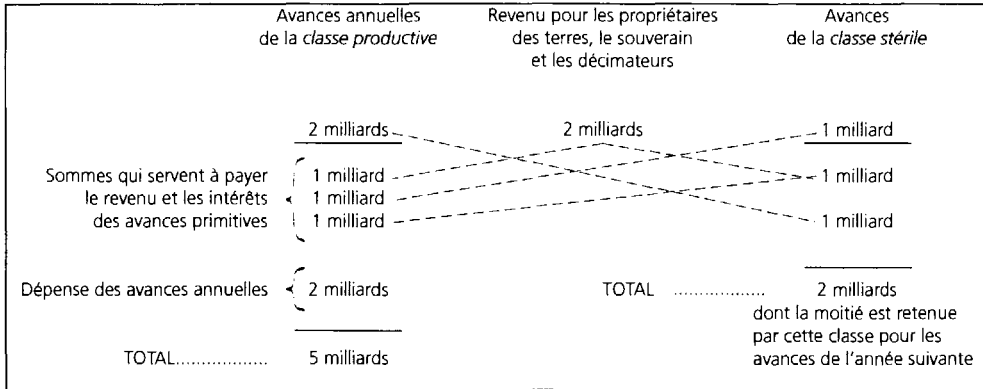 Avances annuelles Revenu pour les propriétaires Avances
de la classe productive des terres, le souverain de la classe stérile
et les décimateurs
2 milliards 2 milliards 1 milliard
Sommes qui servent à payer 1 milliard 1 milliard
le revenu et les intérêts 1 milliard
des avances primitives 1 milliard 1 milliard
Dépense des avances annuelles 2 milliards TOTAL .............. 2 milliards
dont la moitié est retenue
par cette classe pour les
TOTAL.................. 5 milliards avances de l'année suivante